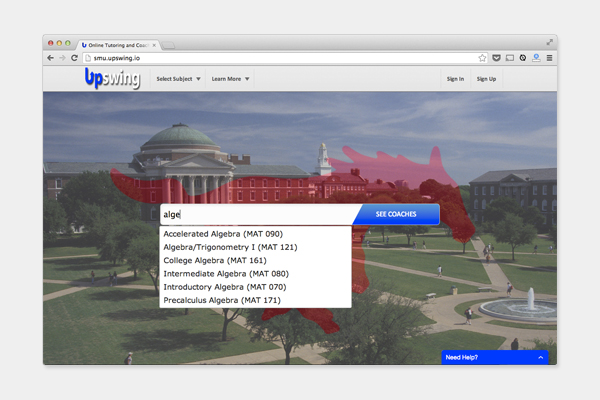 Online Tutoring and Coac
smu.upswing.io
Upswing
Select Subject
Learn More
Sign In
Sign Up
alge
SEE COACHES
Accelerated Algebra (MAT 090)
Algebra/Trigonometry I (MAT 121)
College Algebra (MAT 161)
Intermediate Algebra (MAT 080)
Introductory Algebra (MAT 070)
Precalculus Algebra (MAT 171)
Need Help?